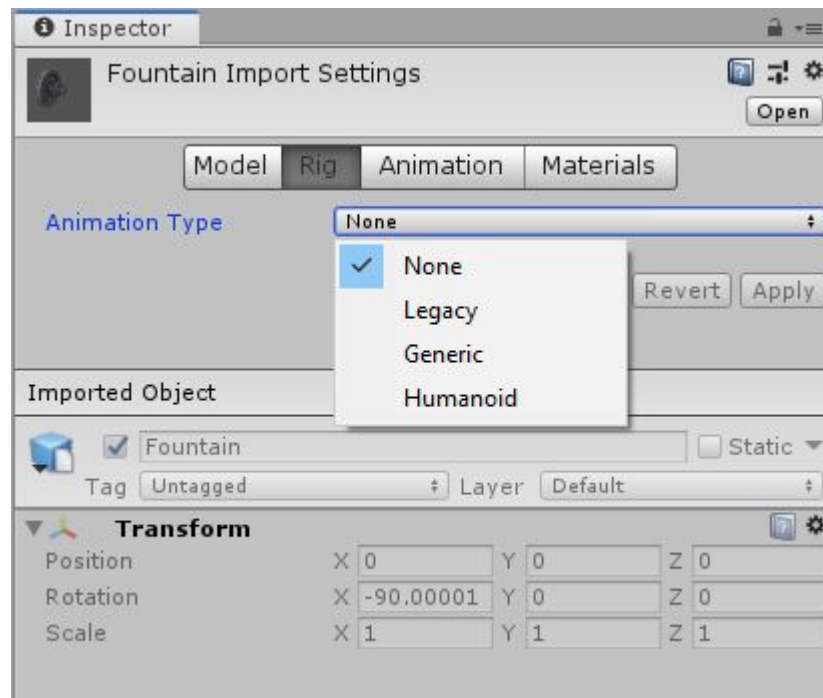 Inspector
Fountain Import Settings
Open
Model Rig Animation Materials
Animation Type None
None
Legacy
Generic
Humanoid
Revert Apply
Imported Object
Fountain Static
Tag Untagged Layer Default
Transform
Position X 0 Y 0 Z 0
Rotation X -90.00001 Y 0 Z 0
Scale X 1 Y 1 Z 1